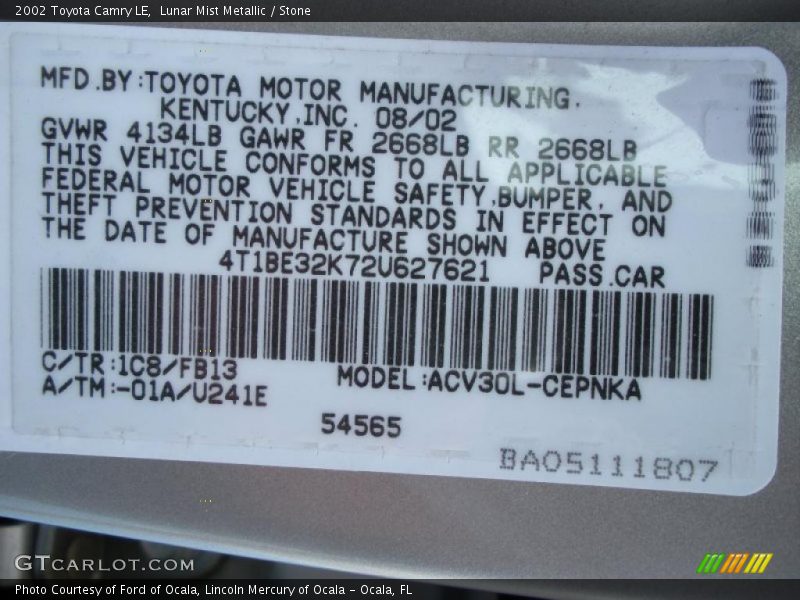 2002 Toyota Camry LE, Lunar Mist Metallic / Stone
MFD.BY:TOYOTA MOTOR MANUFACTURING,
KENTUCKY,INC. 08/02
GVWR 4134LB GAWR FR 2668LB RR 2668LB
THIS VEHICLE CONFORMS TO ALL APPLICABLE
FEDERAL MOTOR VEHICLE SAFETY,BUMPER, AND
THEFT PREVENTION STANDARDS IN EFFECT ON
THE DATE OF MANUFACTURE SHOWN ABOVE
4T1BE32K72U627621 PASS.CAR
C/TR:1C8/FB13 MODEL:ACV30L-CEPNKA
A/TM:-01A/U241E
54565
BA05111807
GTCARLOT.COM
Photo Courtesy of Ford of Ocala, Lincoln Mercury of Ocala - Ocala, FL